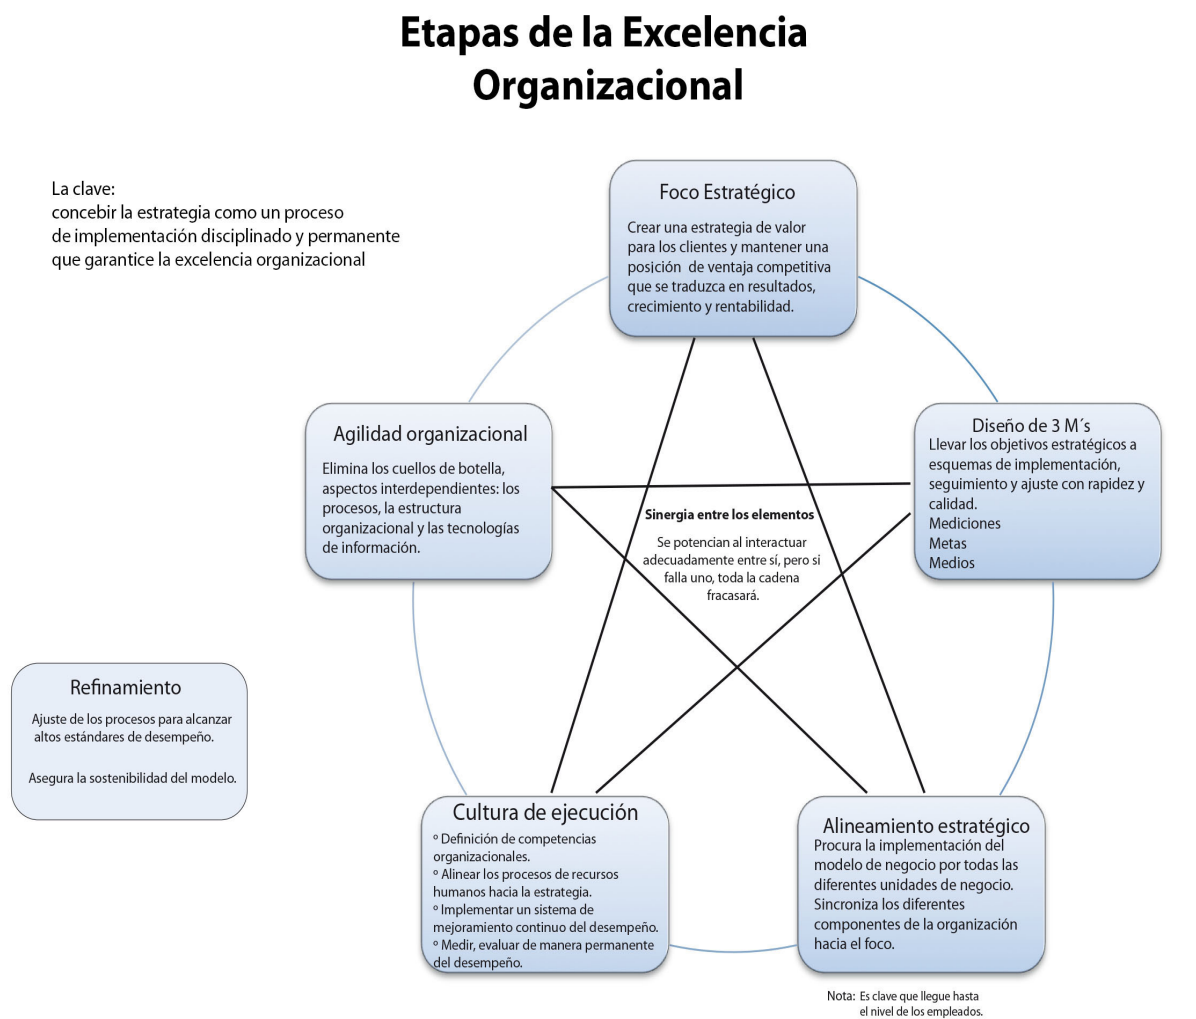 Etapas de la Excelencia
Organizacional
La clave:
concebir la estrategia como un proceso
de implementación disciplinado y permanente
que garantice la excelencia organizacional
Foco Estratégico
Crear una estrategia de valor
para los clientes y mantener una
posición de ventaja competitiva
que se traduzca en resultados,
crecimiento y rentabilidad.
Agilidad organizacional
Elimina los cuellos de botella,
aspectos interdependientes: los
procesos, la estructura
organizacional y las tecnologías
de información.
Diseño de 3 M´s
Llevar los objetivos estratégicos a
esquemas de implementación,
seguimiento y ajuste con rapidez y
calidad.
Mediciones
Metas
Medios
Sinergia entre los elementos
Se potencian al interactuar
adecuadamente entre sí, pero si
falla uno, toda la cadena
fracasará.
Refinamiento
Ajuste de los procesos para alcanzar
altos estándares de desempeño.
Asegura la sostenibilidad del modelo.
Cultura de ejecución
º Definición de competencias
organizacionales.
º Alinear los procesos de recursos
humanos hacia la estrategia.
º Implementar un sistema de
mejoramiento continuo del desempeño.
º Medir, evaluar de manera permanente
del desempeño.
Alineamiento estratégico
Procura la implementación del
modelo de negocio por todas las
diferentes unidades de negocio.
Sincroniza los diferentes
componentes de la organización
hacia el foco.
Nota: Es clave que llegue hasta
el nivel de los empleados.